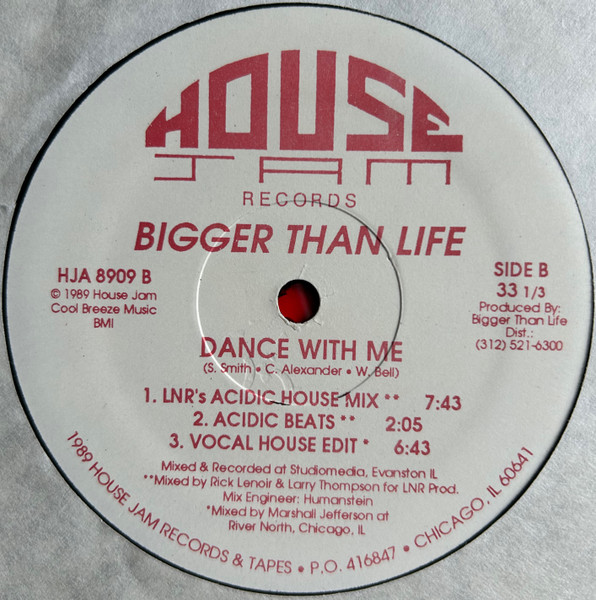 HOUSE
JAM
RECORDS
BIGGER THAN LIFE
HJA 8909 B
© 1989 House Jam
Cool Breeze Music
BMI
SIDE B
33 1/3
Produced By:
Bigger Than Life
Dist.:
(312) 521-6300
DANCE WITH ME
(S. Smith • C. Alexander • W. Bell)
1. LNR's ACIDIC HOUSE MIX ** 7:43
2. ACIDIC BEATS ** 2:05
3. VOCAL HOUSE EDIT * 6:43
Mixed & Recorded at Studiomedia, Evanston IL
**Mixed by Rick Lenoir & Larry Thompson for LNR Prod.
Mix Engineer: Humanstein
*Mixed by Marshall Jefferson at
River North, Chicago, IL
1989 HOUSE JAM RECORDS & TAPES • P.O. 416847 • CHICAGO, IL 60641